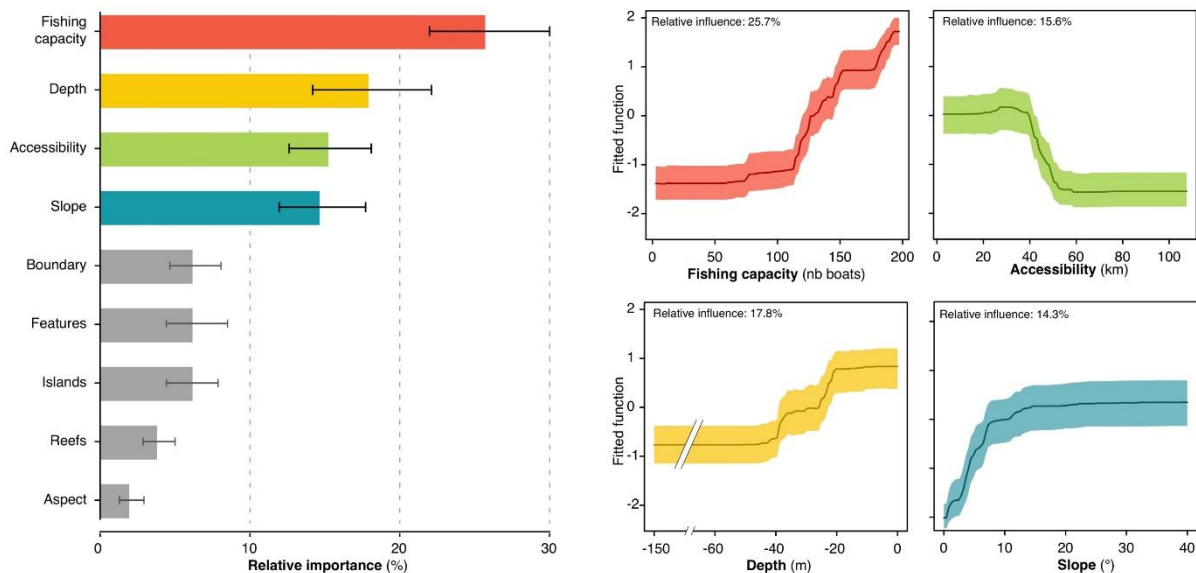 Fishing
capacity
Depth
Accessibility
Slope
Boundary
Features
Islands
Reefs
Aspect
0 10 20 30
Relative importance (%)
Relative influence: 25.7%
2
1
0
-1
-2
Fitted function
0 50 100 150 200
Fishing capacity (nb boats)
Relative influence: 15.6%
0 20 40 60 80 100
Accessibility (km)
Relative influence: 17.8%
2
1
0
-1
-2
Fitted function
-150 -60 -40 -20 0
Depth (m)
Relative influence: 14.3%
0 10 20 30 40
Slope (°)